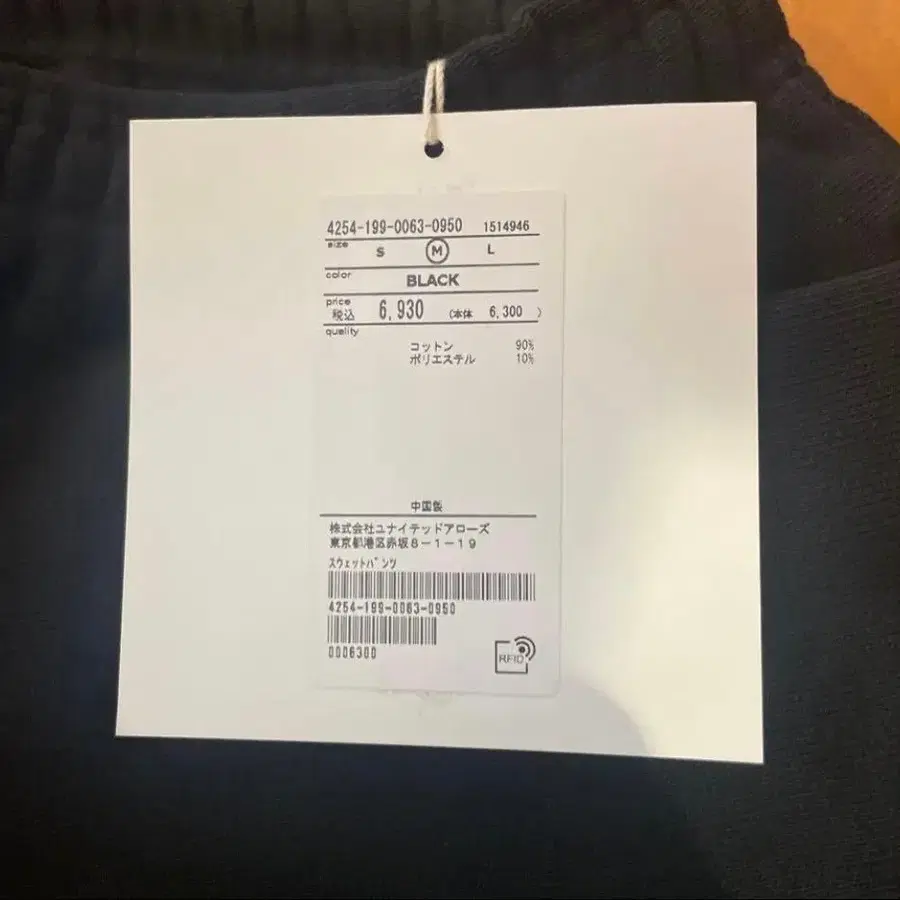 4254-199-0063-0950 1514946
size S M L
color BLACK
price 税込 6,930 (本体 6,300 )
quality
コットン 90%
ポリエステル 10%
中国製
株式会社ユナイテッドアローズ
東京都港区赤坂8-1-19
スウェットパンツ
4254-199-0063-0950
0006300
RFID